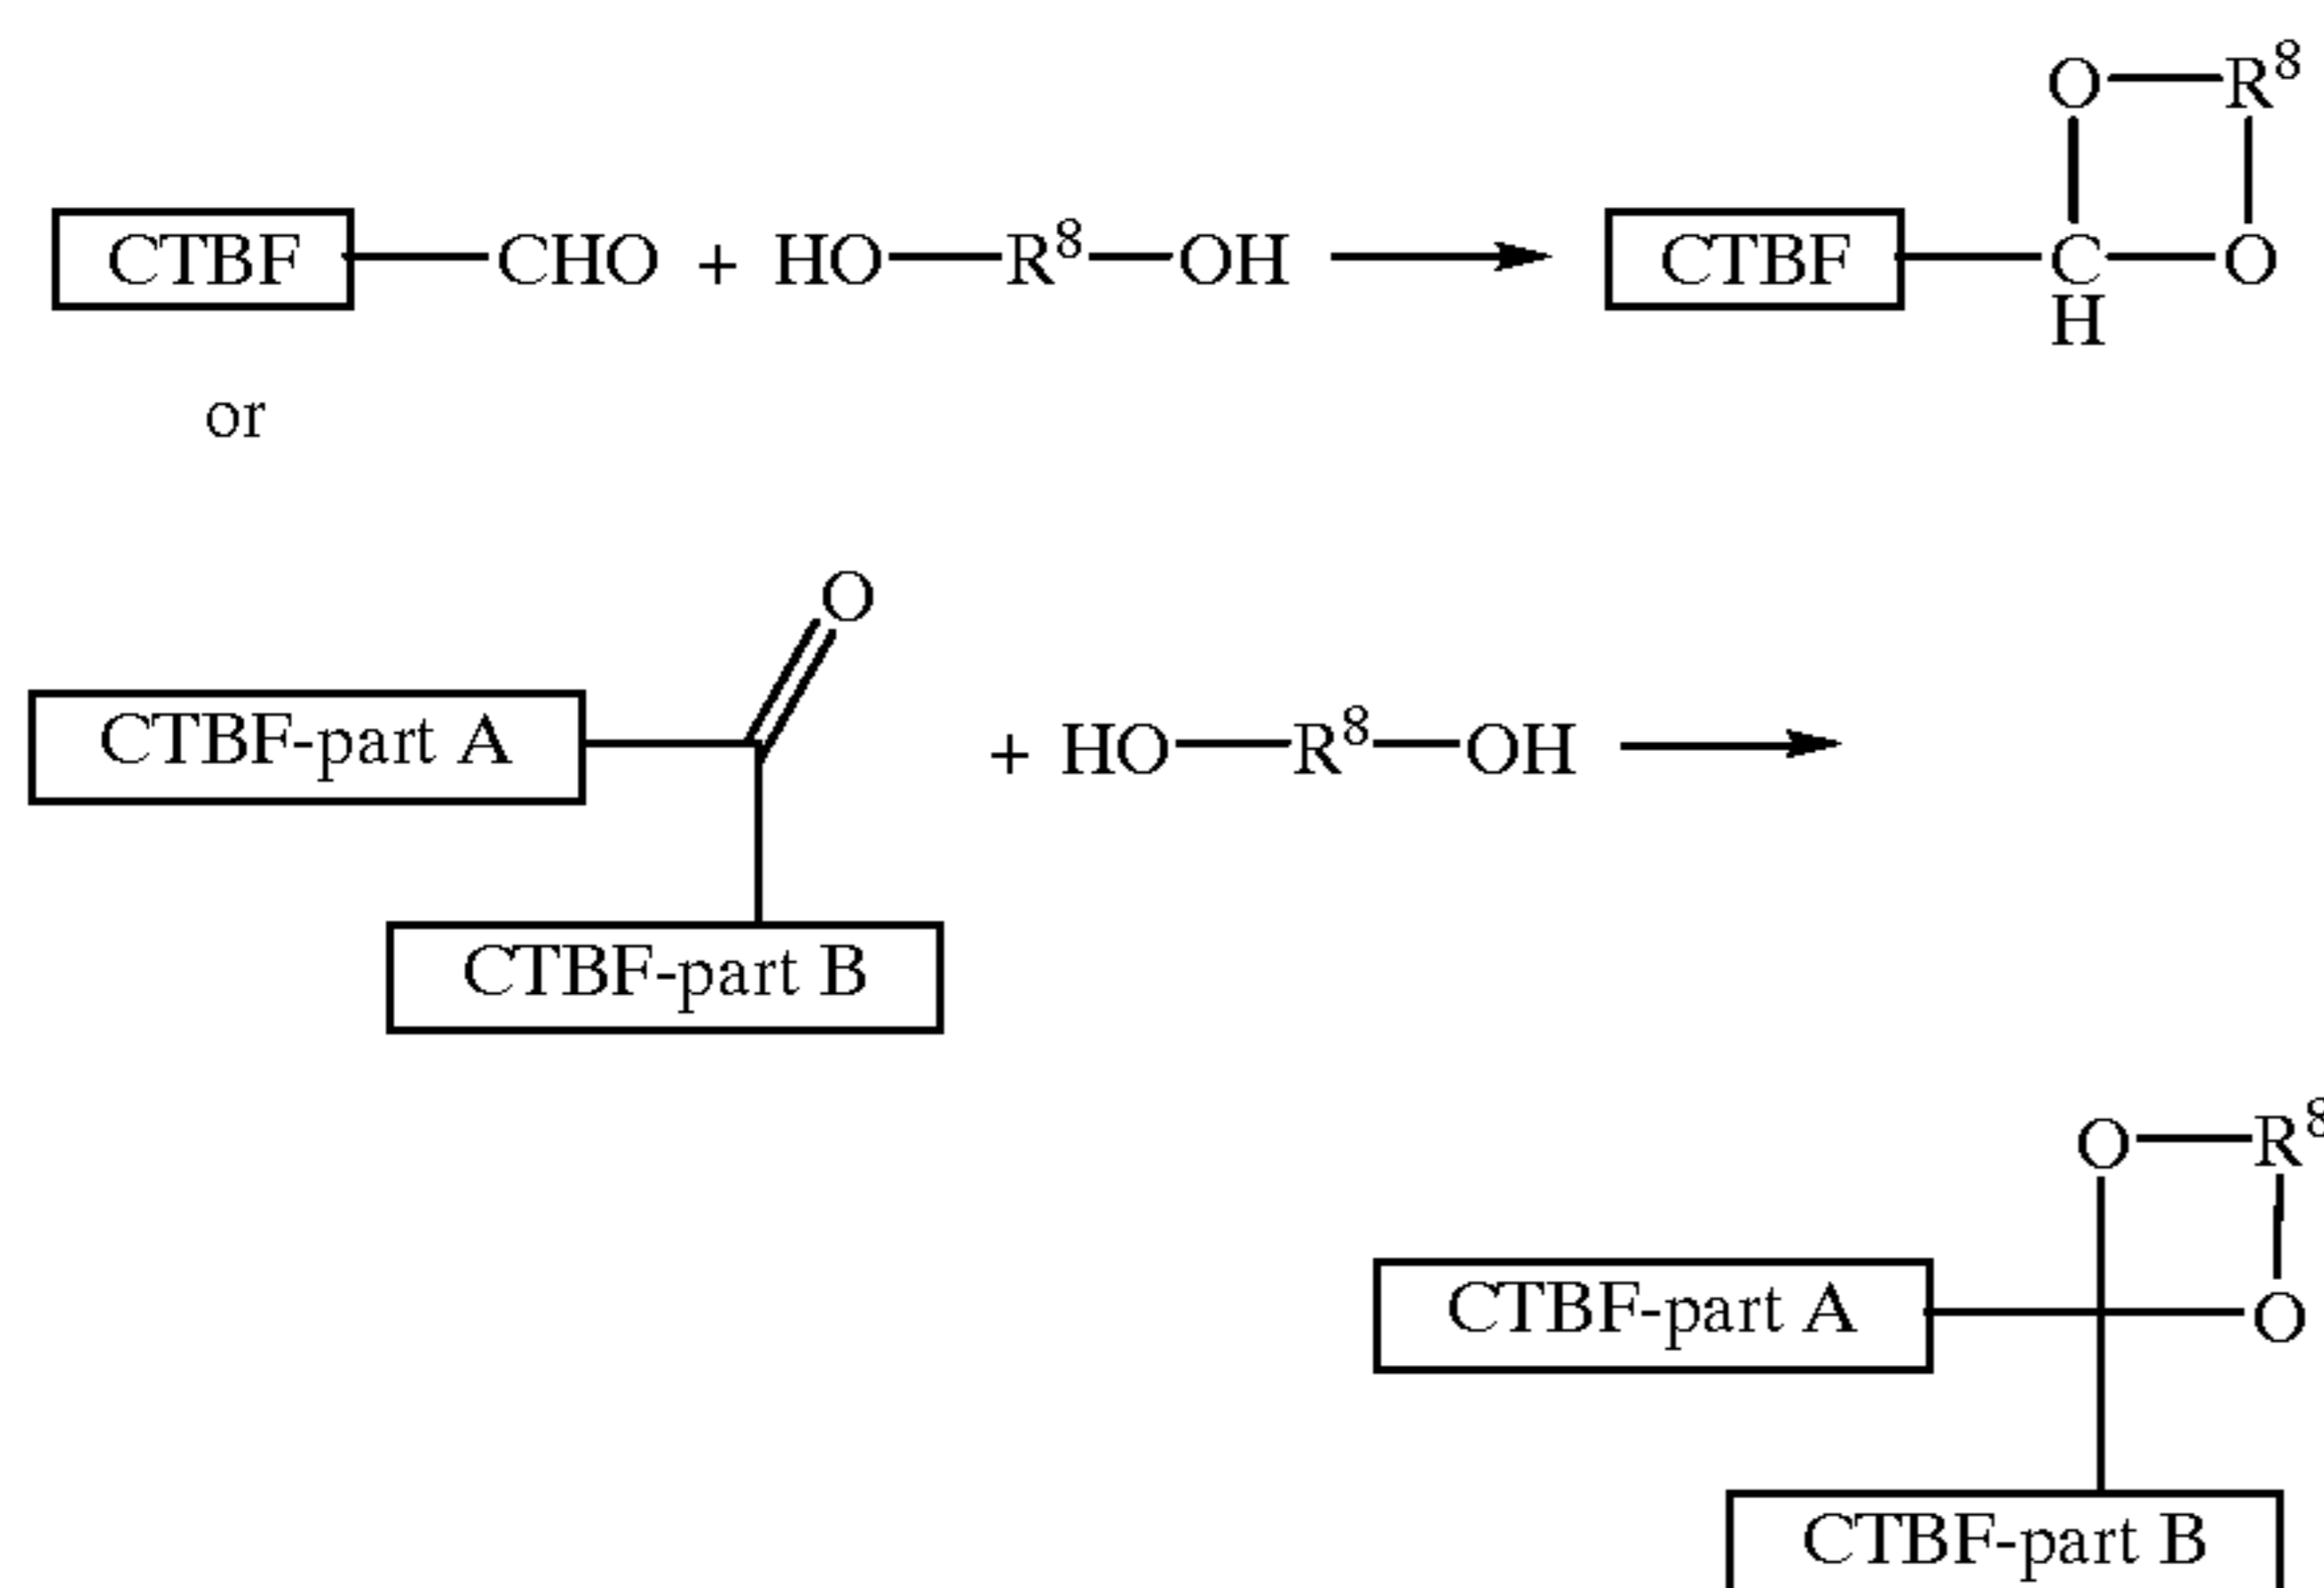 O—R⁸
CTBF—CHO + HO—R⁸—OH → CTBF—C—O
H
or
O
CTBF-part A + HO—R⁸—OH →
CTBF-part B
O—R⁸
CTBF-part A O
CTBF-part B